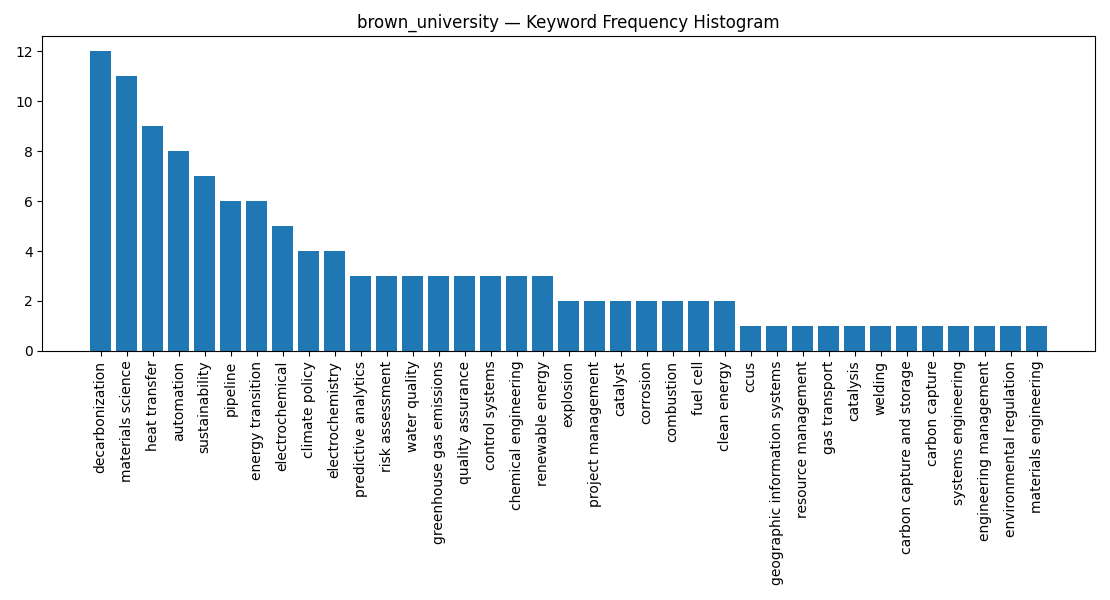 brown_university — Keyword Frequency Histogram
12
10
8
6
4
2
0
decarbonization
materials science
heat transfer
automation
sustainability
pipeline
energy transition
electrochemical
climate policy
electrochemistry
predictive analytics
risk assessment
water quality
greenhouse gas emissions
quality assurance
control systems
chemical engineering
renewable energy
explosion
project management
catalyst
corrosion
combustion
fuel cell
clean energy
ccus
geographic information systems
resource management
gas transport
catalysis
welding
carbon capture and storage
carbon capture
systems engineering
engineering management
environmental regulation
materials engineering